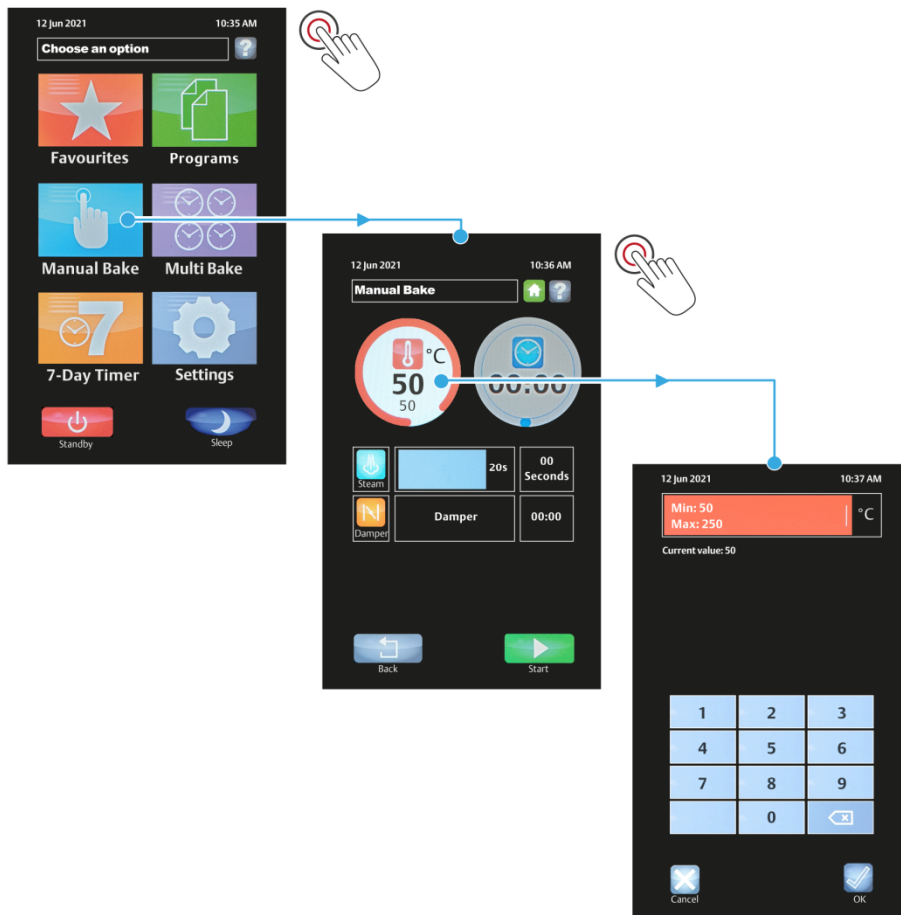 12 Jun 2021 10:35 AM
Choose an option ?
Favourites Programs
Manual Bake Multi Bake
7
7-Day Timer Settings
Standby Sleep
12 Jun 2021 10:36 AM
Manual Bake ?
°C
50 00:00
50
Steam 20s 00 Seconds
Damper Damper 00:00
Back Start
12 Jun 2021 10:37 AM
Min: 50
Max: 250 °C
Current value: 50
1 2 3
4 5 6
7 8 9
0
Cancel OK